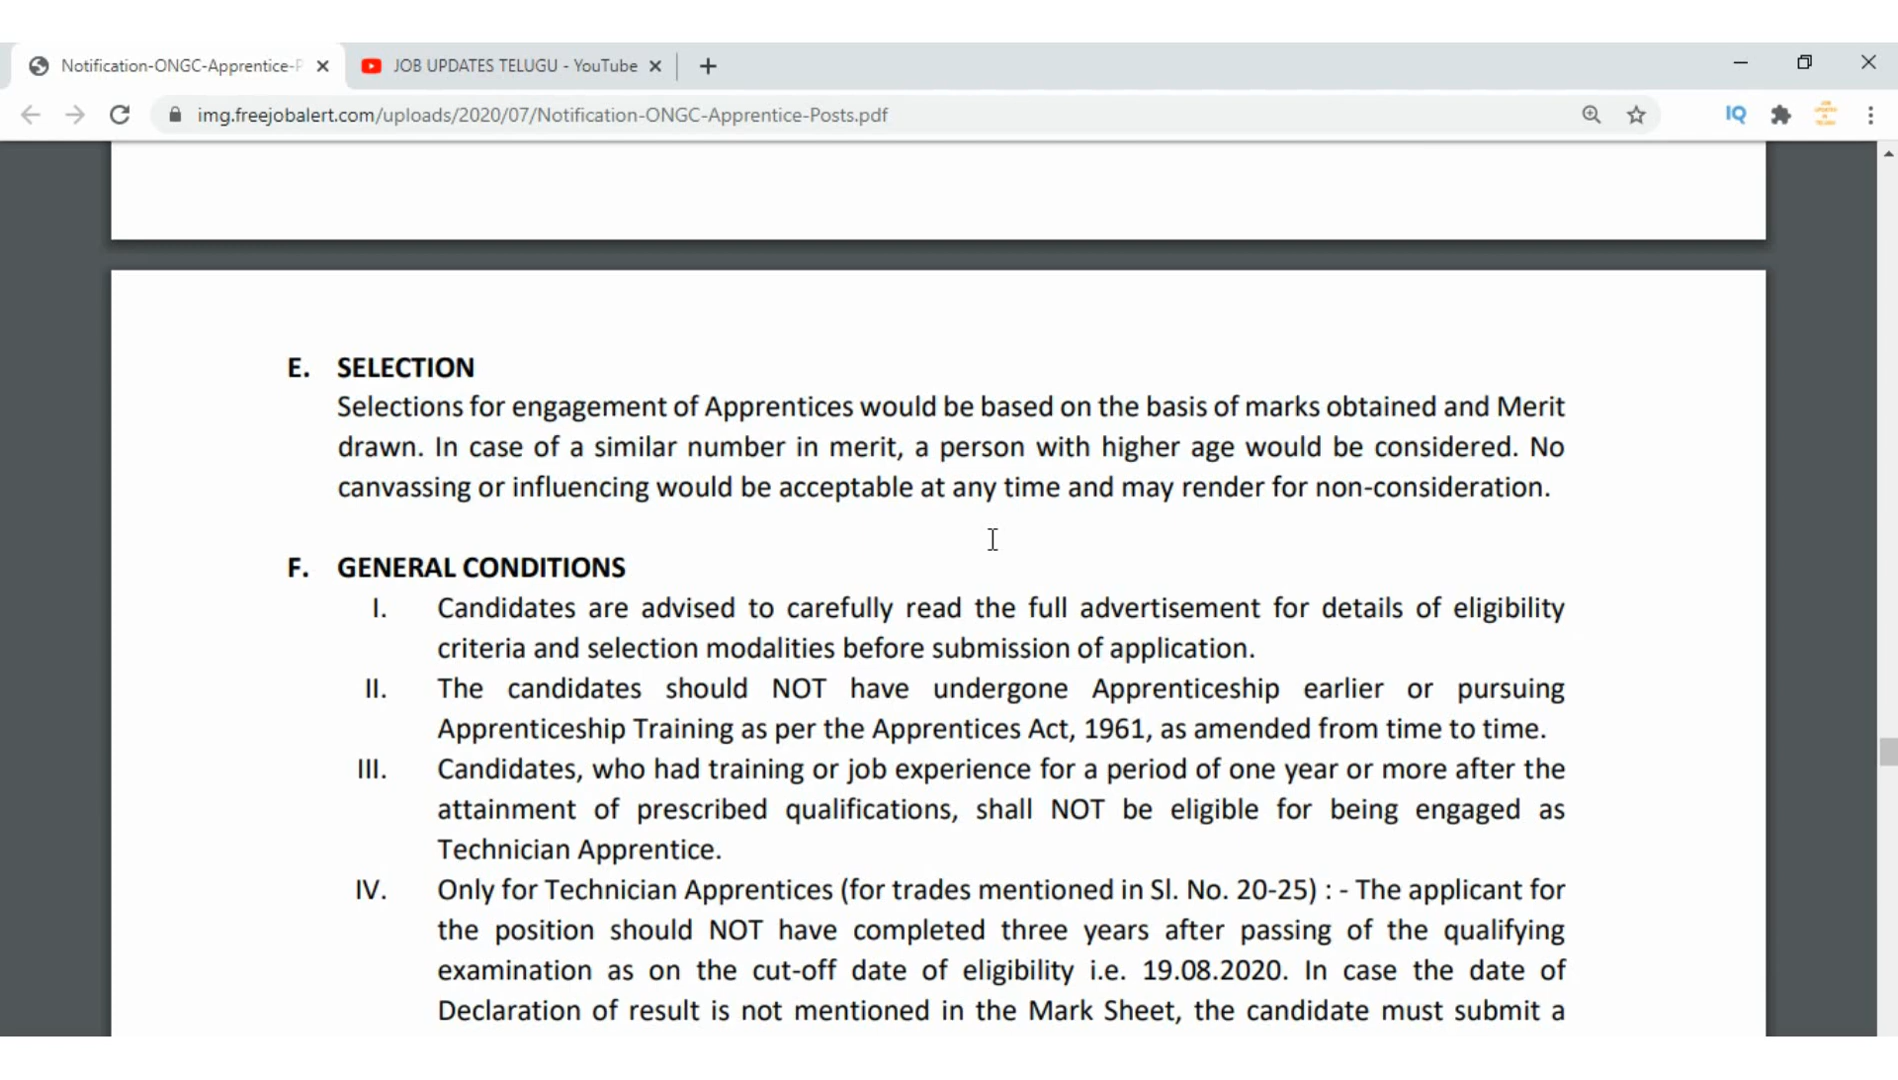 Notification-ONGC-Apprentice-P
JOB UPDATES TELUGU - YouTube
img.freejobalert.com/uploads/2020/07/Notification-ONGC-Apprentice-Posts.pdf
IQ
E. SELECTION
Selections for engagement of Apprentices would be based on the basis of marks obtained and Merit
drawn. In case of a similar number in merit, a person with higher age would be considered. No
canvassing or influencing would be acceptable at any time and may render for non-consideration.
F. GENERAL CONDITIONS
I. Candidates are advised to carefully read the full advertisement for details of eligibility
criteria and selection modalities before submission of application.
II. The candidates should NOT have undergone Apprenticeship earlier or pursuing
Apprenticeship Training as per the Apprentices Act, 1961, as amended from time to time.
III. Candidates, who had training or job experience for a period of one year or more after the
attainment of prescribed qualifications, shall NOT be eligible for being engaged as
Technician Apprentice.
IV. Only for Technician Apprentices (for trades mentioned in Sl. No. 20-25) : - The applicant for
the position should NOT have completed three years after passing of the qualifying
examination as on the cut-off date of eligibility i.e. 19.08.2020. In case the date of
Declaration of result is not mentioned in the Mark Sheet, the candidate must submit a